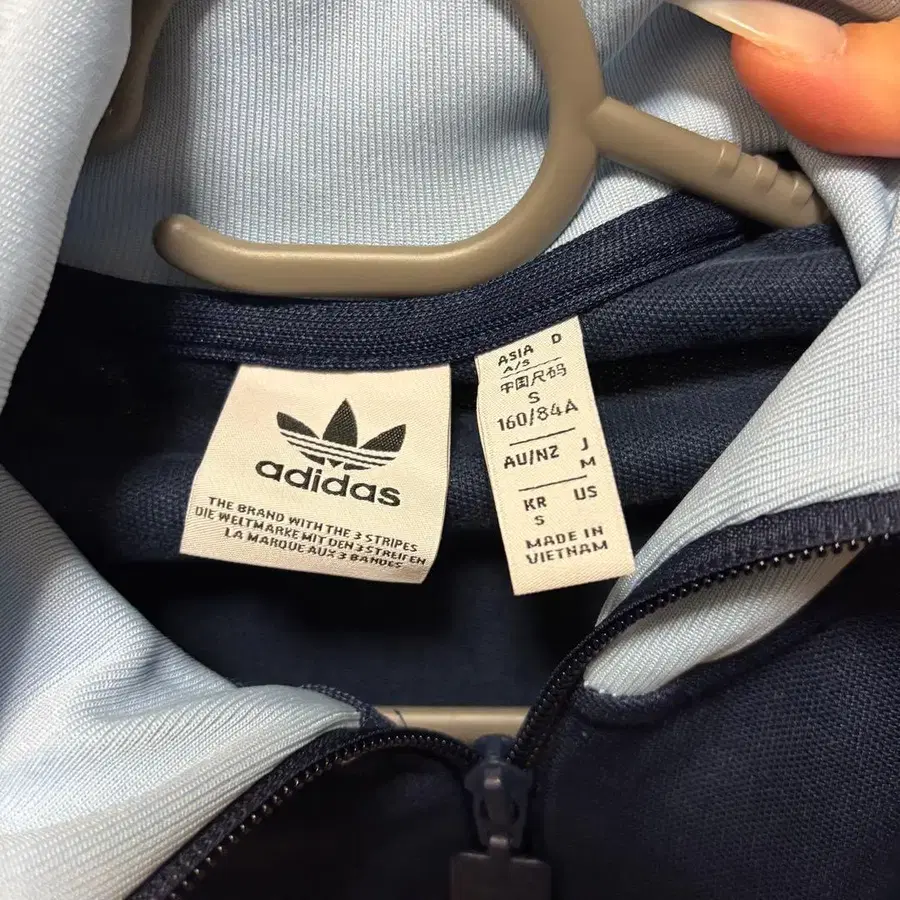 adidas
THE BRAND WITH THE 3 STRIPES
DIE WELTMARKE MIT DEN 3 STREIFEN
LA MARQUE AUX 3 BANDES
ASIA D
A/S
中国尺码
S
160/84A
AU/NZ J
M
KR US
S
MADE IN
VIETNAM